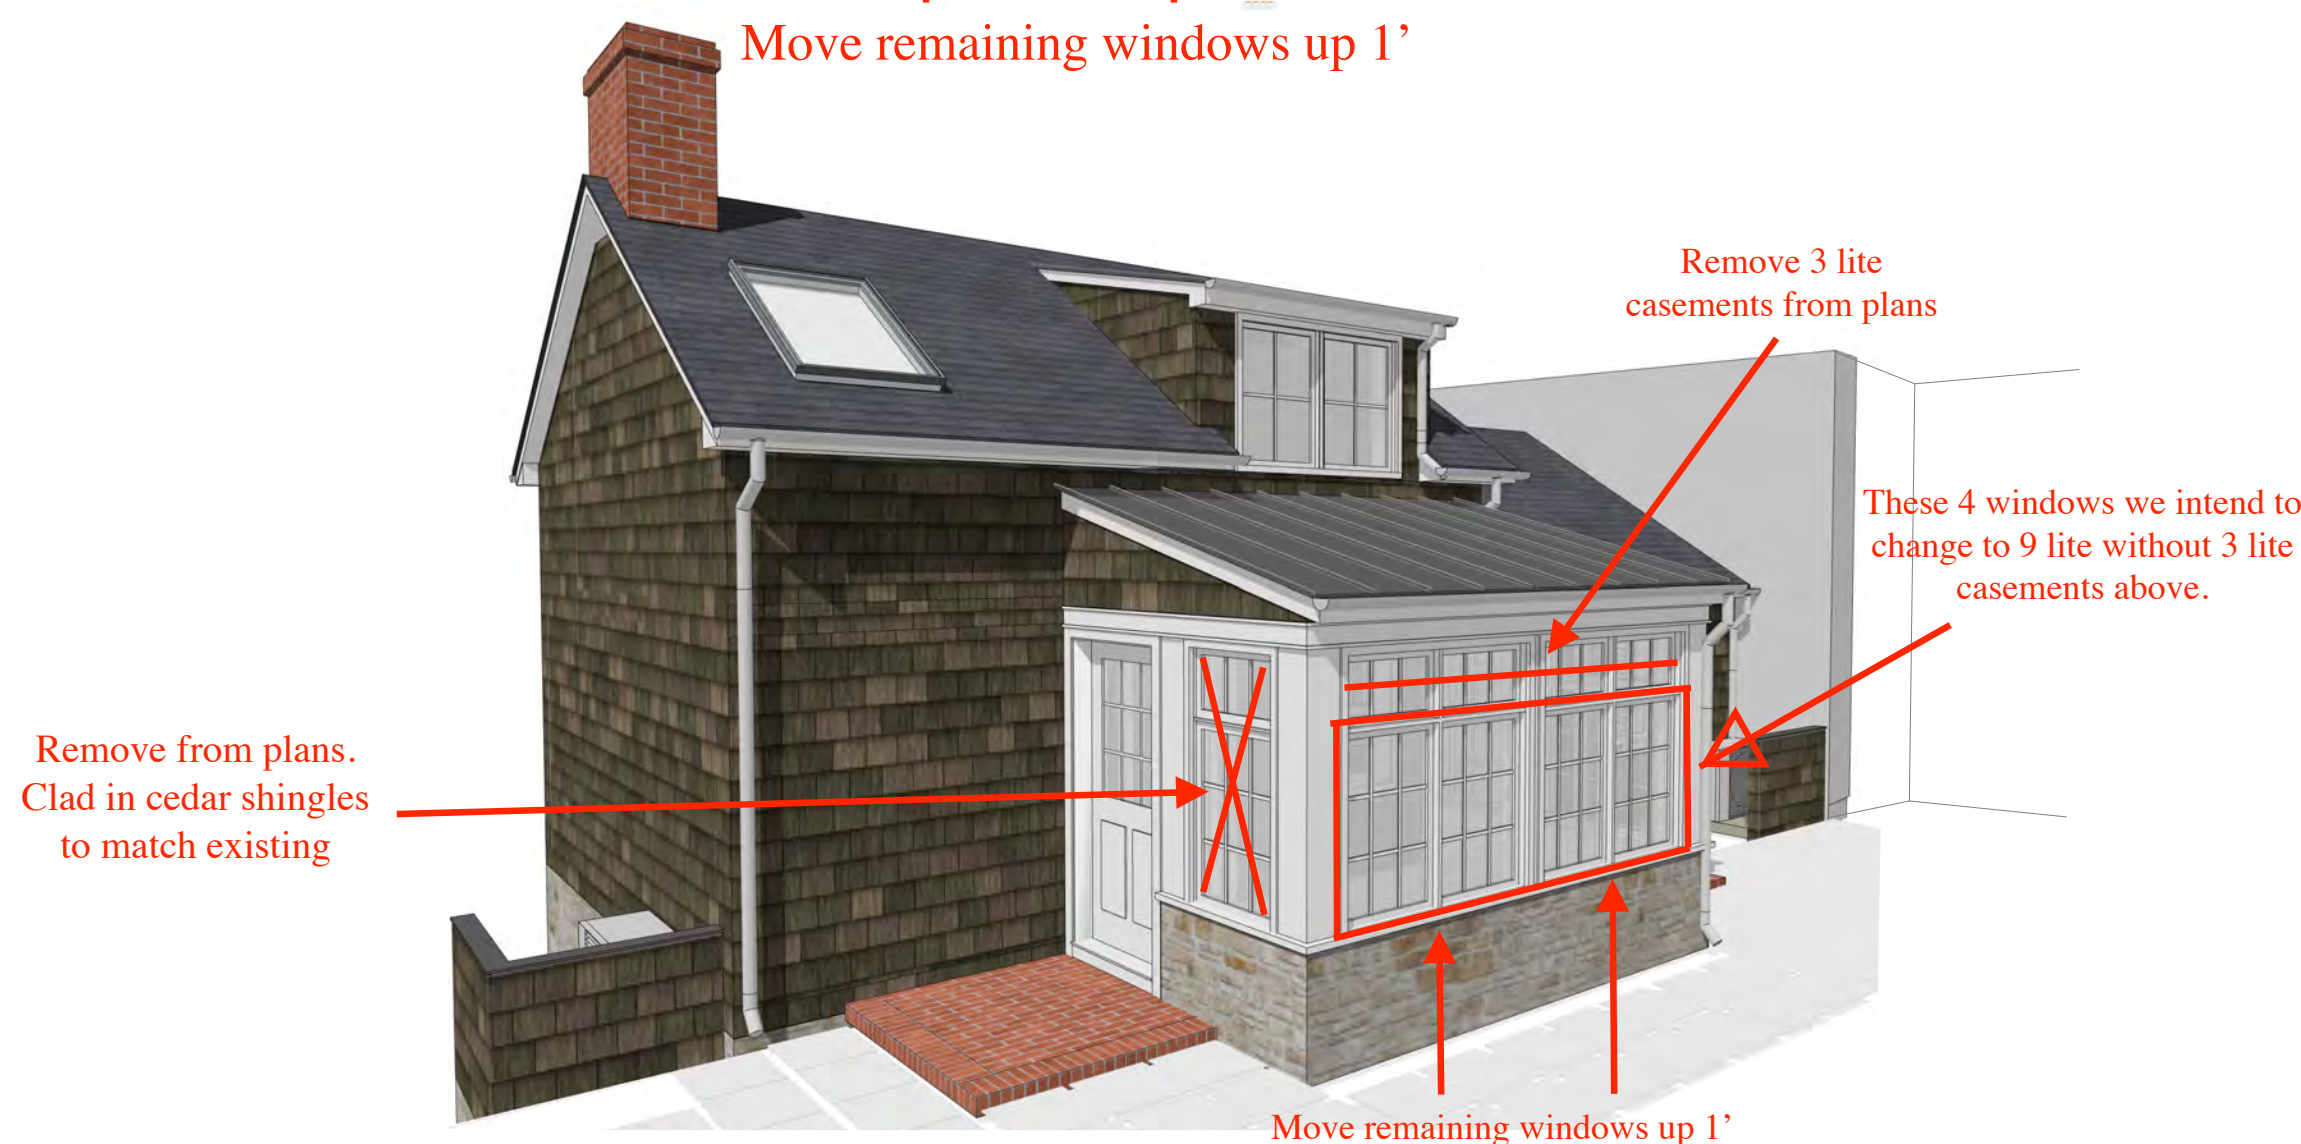 Move remaining windows up 1’
Remove 3 lite
casements from plans
These 4 windows we intend to
change to 9 lite without 3 lite
casements above.
Remove from plans.
Clad in cedar shingles
to match existing
Move remaining windows up 1’